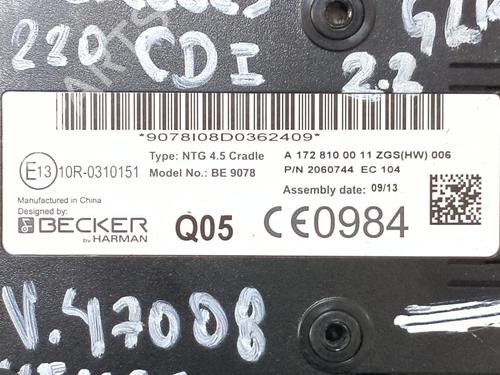 220 CDI GLK
2.2
*9078I08D0362409*
E13 10R-0310151
Type: NTG 4.5 Cradle
Model No.: BE 9078
A 172 810 00 11 ZGS(HW) 006
P/N 2060744 EC 104
Assembly date: 09/13
Manufactured in China
Designed by:
BECKER
by HARMAN
Q05
CE0984
V.47008